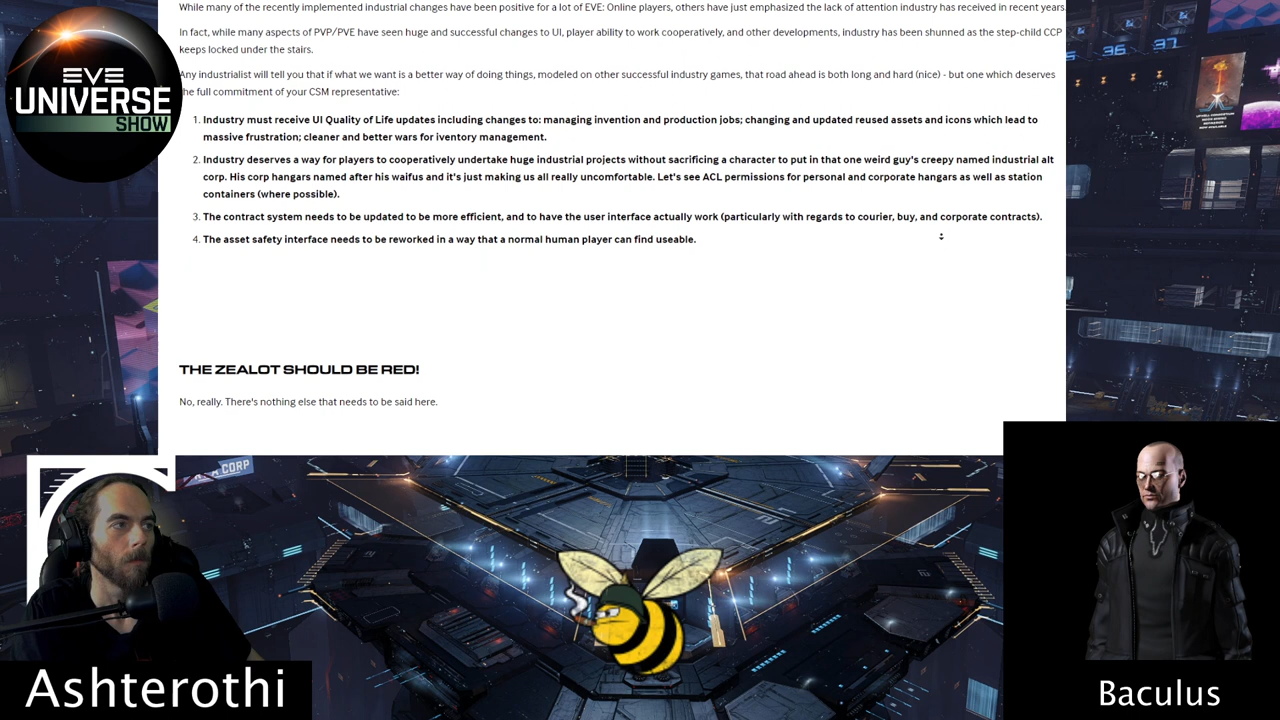 While many of the recently implemented industrial changes have been positive for a lot of EVE: Online players, others have just emphasized the lack of attention industry has received in recent years.
In fact, while many aspects of PVP/PVE have seen huge and successful changes to UI, player ability to work cooperatively, and other developments, industry has been shunned as the step-child CCP
keeps locked under the stairs.
Any industrialist will tell you that if what we want is a better way of doing things, modeled on other successful industry games, that road ahead is both long and hard (nice) - but one which deserves
the full commitment of your CSM representative:
1. Industry must receive UI Quality of Life updates including changes to: managing invention and production jobs; changing and updated reused assets and icons which lead to
massive frustration; cleaner and better wars for iventory management.
2. Industry deserves a way for players to cooperatively undertake huge industrial projects without sacrificing a character to put in that one weird guy's creepy named industrial alt
corp. His corp hangars named after his waifus and it's just making us all really uncomfortable. Let's see ACL permissions for personal and corporate hangars as well as station
containers (where possible).
3. The contract system needs to be updated to be more efficient, and to have the user interface actually work (particularly with regards to courier, buy, and corporate contracts).
4. The asset safety interface needs to be reworked in a way that a normal human player can find useable.
THE ZEALOT SHOULD BE RED!
No, really. There's nothing else that needs to be said here.
EVE
UNIVERSE
SHOW
CORP
Ashterothi
Baculus